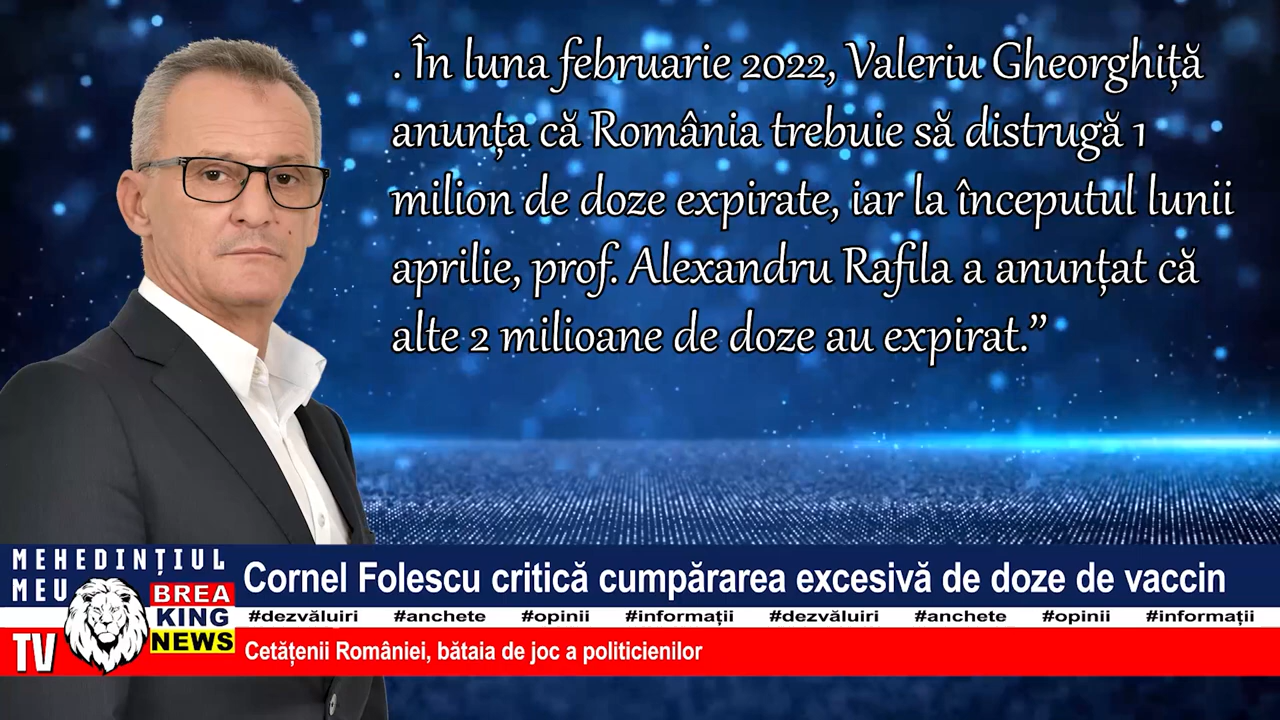 . În luna februarie 2022, Valeriu Gheorghiță
anunța că România trebuie să distrugă 1
milion de doze expirate, iar la începutul lunii
aprilie, prof. Alexandru Rafila a anunțat că
alte 2 milioane de doze au expirat.”
MEHEDINȚIUL
MEU
TV
BREA
KING
NEWS
Cornel Folescu critică cumpărarea excesivă de doze de vaccin
#dezvăluiri #anchete #opinii #informații #dezvăluiri #anchete #opinii #informații
Cetățenii României, bătaia de joc a politicienilor